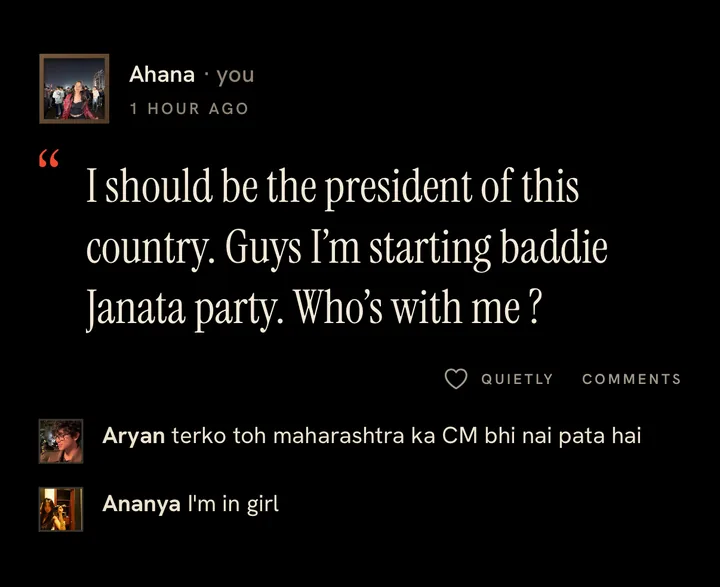 Ahana · you
1 HOUR AGO
“ I should be the president of this
country. Guys I’m starting baddie
Janata party. Who’s with me ?
QUIETLY COMMENTS
Aryan terko toh maharashtra ka CM bhi nai pata hai
Ananya I'm in girl